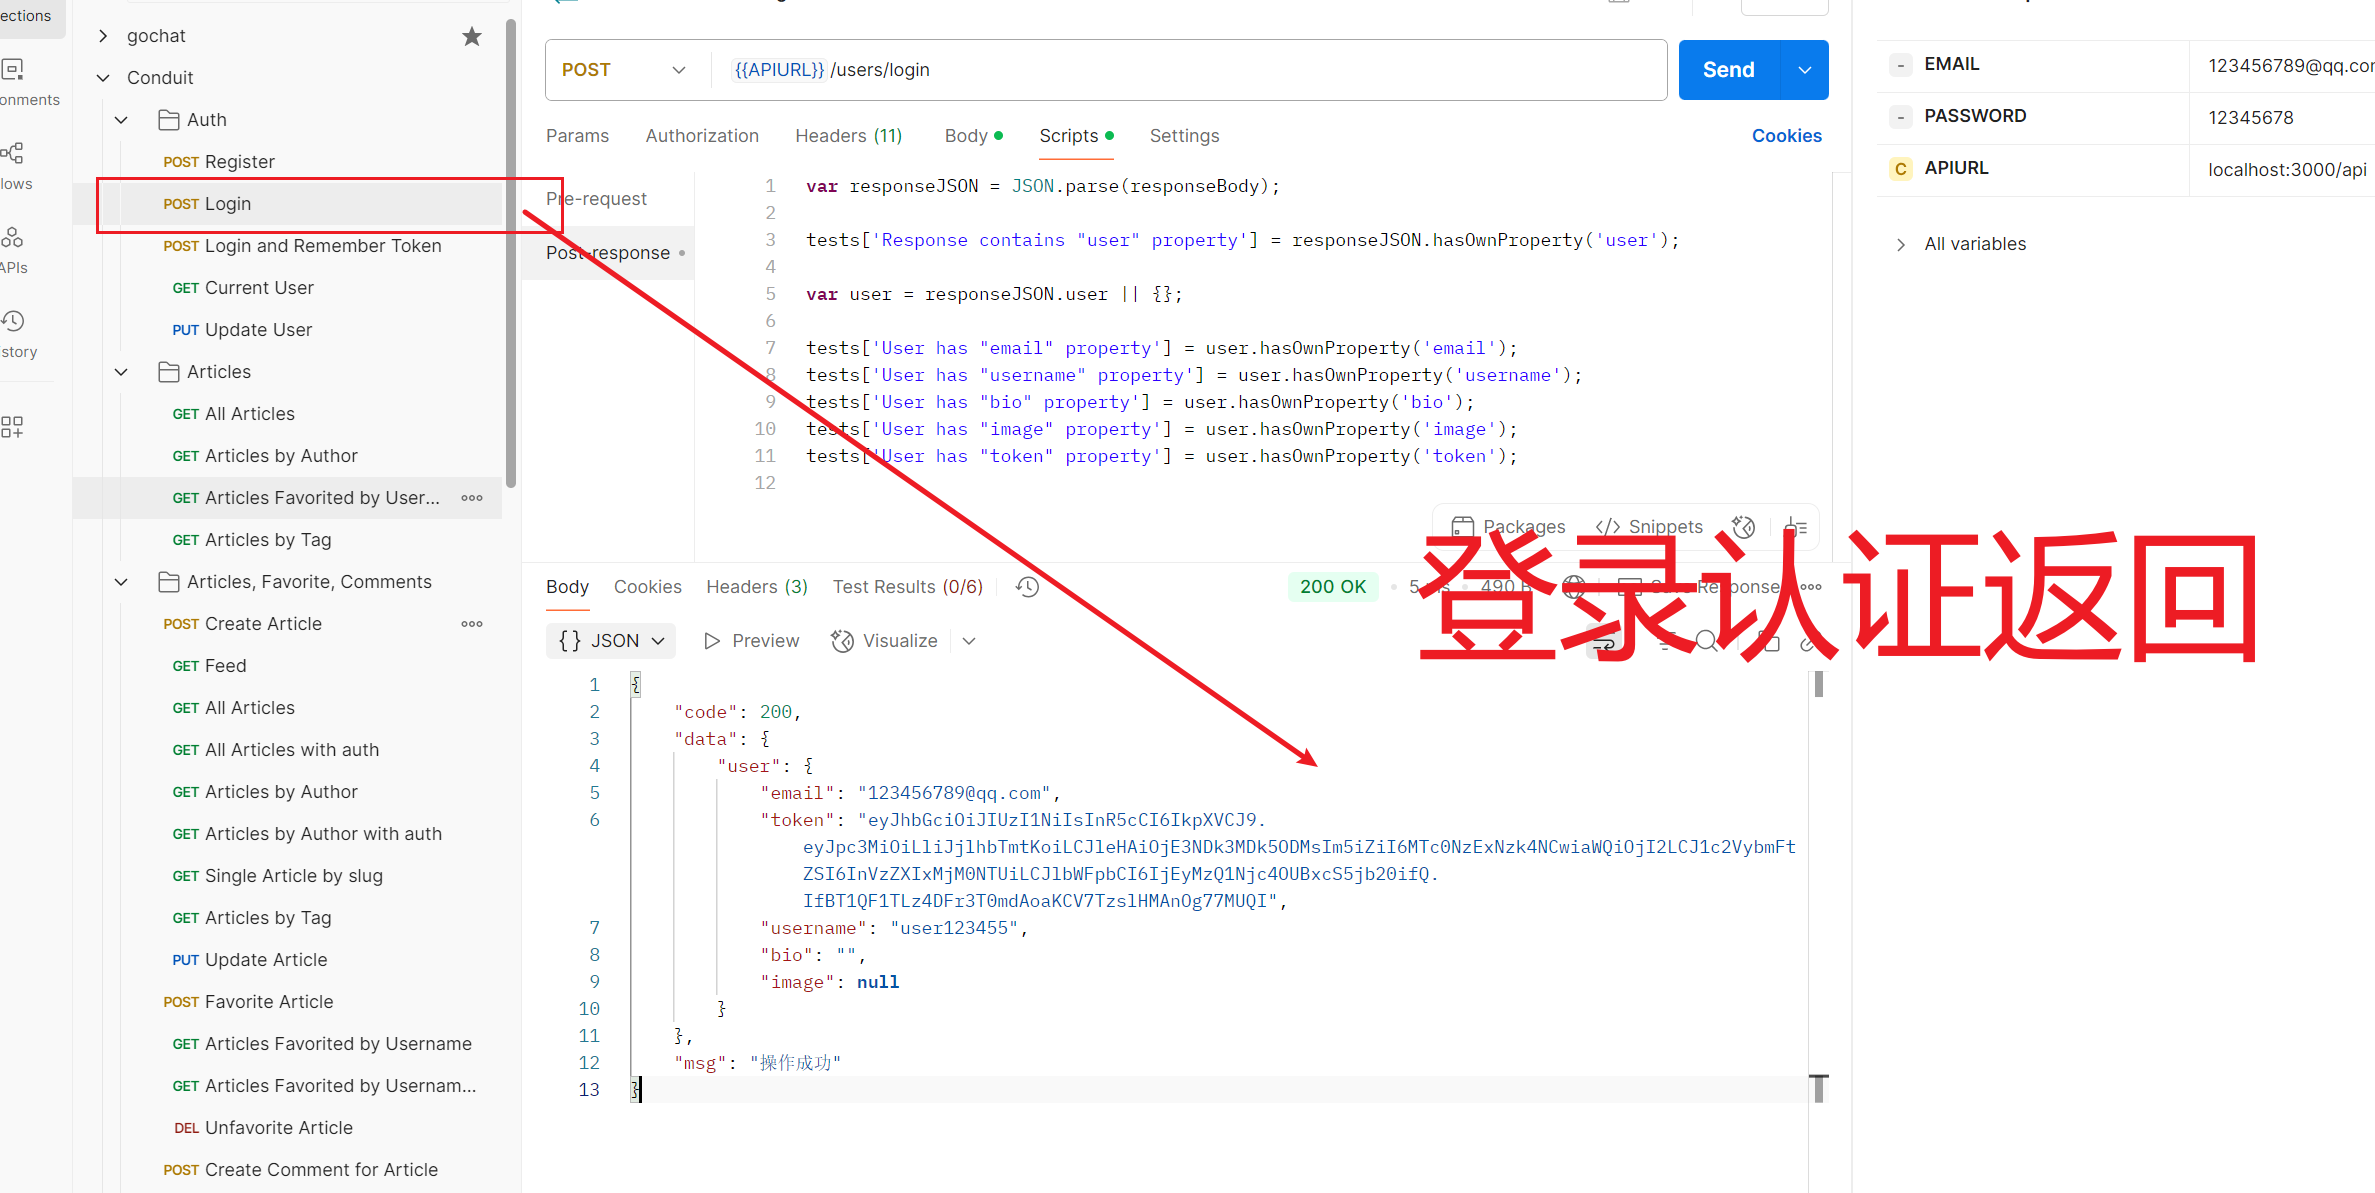 ections
onments
lows
APIs
story
gochat
Conduit
Auth
POST Register
POST Login
POST Login and Remember Token
GET Current User
PUT Update User
Articles
GET All Articles
GET Articles by Author
GET Articles Favorited by User...
GET Articles by Tag
Articles, Favorite, Comments
POST Create Article
GET Feed
GET All Articles
GET All Articles with auth
GET Articles by Author
GET Articles by Author with auth
GET Single Article by slug
GET Articles by Tag
PUT Update Article
POST Favorite Article
GET Articles Favorited by Username
GET Articles Favorited by Usernam...
DEL Unfavorite Article
POST Create Comment for Article
POST {{APIURL}}/users/login Send
Params Authorization Headers (11) Body Scripts Settings Cookies
Pre-request
Post-response
1 var responseJSON = JSON.parse(responseBody);
2
3 tests['Response contains "user" property'] = responseJSON.hasOwnProperty('user');
4
5 var user = responseJSON.user || {};
6
7 tests['User has "email" property'] = user.hasOwnProperty('email');
8 tests['User has "username" property'] = user.hasOwnProperty('username');
9 tests['User has "bio" property'] = user.hasOwnProperty('bio');
10 tests['User has "image" property'] = user.hasOwnProperty('image');
11 tests['User has "token" property'] = user.hasOwnProperty('token');
12
Packages </> Snippets
登录认证返回
Body Cookies Headers (3) Test Results (0/6) 200 OK 490 B Save Response
{} JSON Preview Visualize
1 {
2 "code": 200,
3 "data": {
4 "user": {
5 "email": "123456789@qq.com",
6 "token": "eyJhbGciOiJIUzI1NiIsInR5cCI6IkpXVCJ9.
eyJpc3MiOiLliJjlhbTmtKoiLCJleHAiOjE3NDk3MDk5ODMsIm5iZiI6MTc0NzExNzk4NCwiaWQiOjI2LCJ1c2VybmFt
ZSI6InVzZXIxMjM0NTUiLCJlbWFpbCI6IjEyMzQ1Njc4OUBxcS5jb20ifQ.
IfBT1QF1TLz4DFr3T0mdAoaKCV7TzslHMAnOg77MUQI",
7 "username": "user123455",
8 "bio": "",
9 "image": null
10 }
11 },
12 "msg": "操作成功"
13 }
- EMAIL 123456789@qq.cor
- PASSWORD 12345678
C APIURL localhost:3000/api
All variables